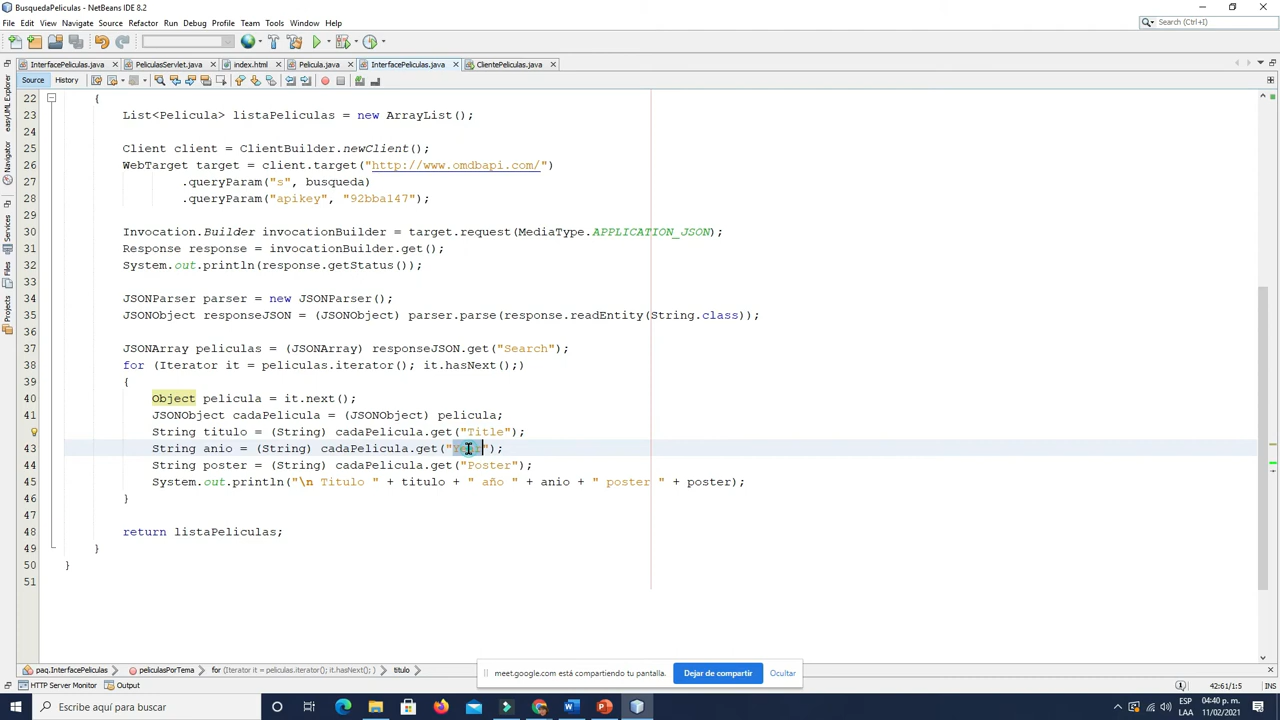 BusquedaPeliculas - NetBeans IDE 8.2
File Edit View Navigate Source Refactor Run Debug Profile Team Tools Window Help
Search (Ctrl+I)
InterfacePeliculas.java PeliculasServlet.java index.html Pelicula.java InterfacePeliculas.java ClientePeliculas.java
Source History
easyUML Explorer
Navigator
Services
Files
Projects
22 {
23 List<Pelicula> listaPeliculas = new ArrayList();
24
25 Client client = ClientBuilder.newClient();
26 WebTarget target = client.target("http://www.omdbapi.com/")
27 .queryParam("s", busqueda)
28 .queryParam("apikey", "92bba147");
29
30 Invocation.Builder invocationBuilder = target.request(MediaType.APPLICATION_JSON);
31 Response response = invocationBuilder.get();
32 System.out.println(response.getStatus());
33
34 JSONParser parser = new JSONParser();
35 JSONObject responseJSON = (JSONObject) parser.parse(response.readEntity(String.class));
36
37 JSONArray peliculas = (JSONArray) responseJSON.get("Search");
38 for (Iterator it = peliculas.iterator(); it.hasNext();)
39 {
40 Object pelicula = it.next();
41 JSONObject cadaPelicula = (JSONObject) pelicula;
String titulo = (String) cadaPelicula.get("Title");
43 String anio = (String) cadaPelicula.get("Year");
44 String poster = (String) cadaPelicula.get("Poster");
45 System.out.println("\n Titulo " + titulo + " año " + anio + " poster " + poster);
46 }
47
48 return listaPeliculas;
49 }
50 }
51
paq.InterfacePeliculas peliculasPorTema for (Iterator it = peliculas.iterator(); it.hasNext();) titulo
meet.google.com está compartiendo tu pantalla. Dejar de compartir Ocultar
HTTP Server Monitor Output
42:61/1:5 INS
Escribe aquí para buscar
ESP
LAA
04:40 p. m.
11/02/2021